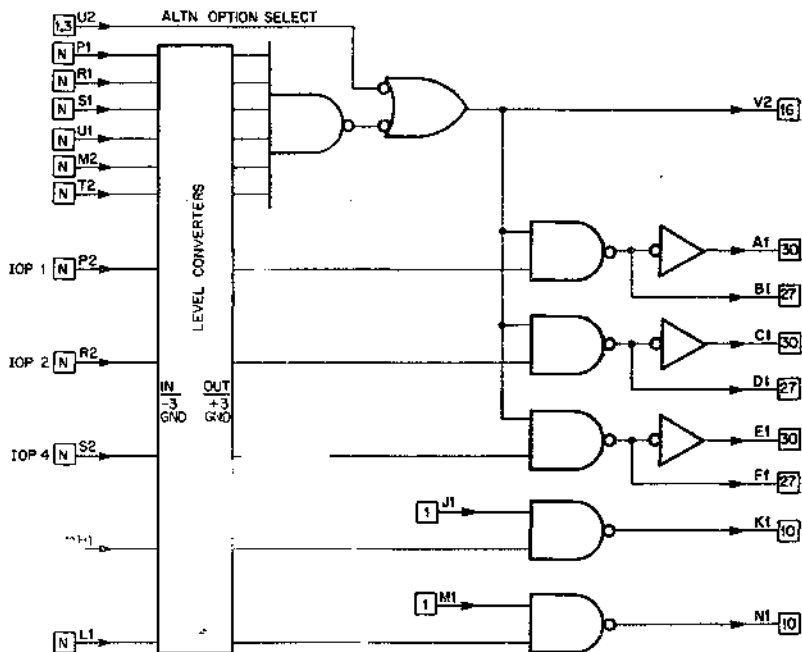 1,3 U2 ALTN OPTION SELECT
N P1
N R1
N S1
N U1
N M2
N T2
V2 16
LEVEL CONVERTERS
IOP 1 N P2
A1 30
B1 27
IOP 2 N R2
C1 30
D1 27
IN OUT
-3 +3
GND GND
IOP 4 N S2
E1 30
F1 27
1 J1
K1 10
1 M1
N L1
N1 10